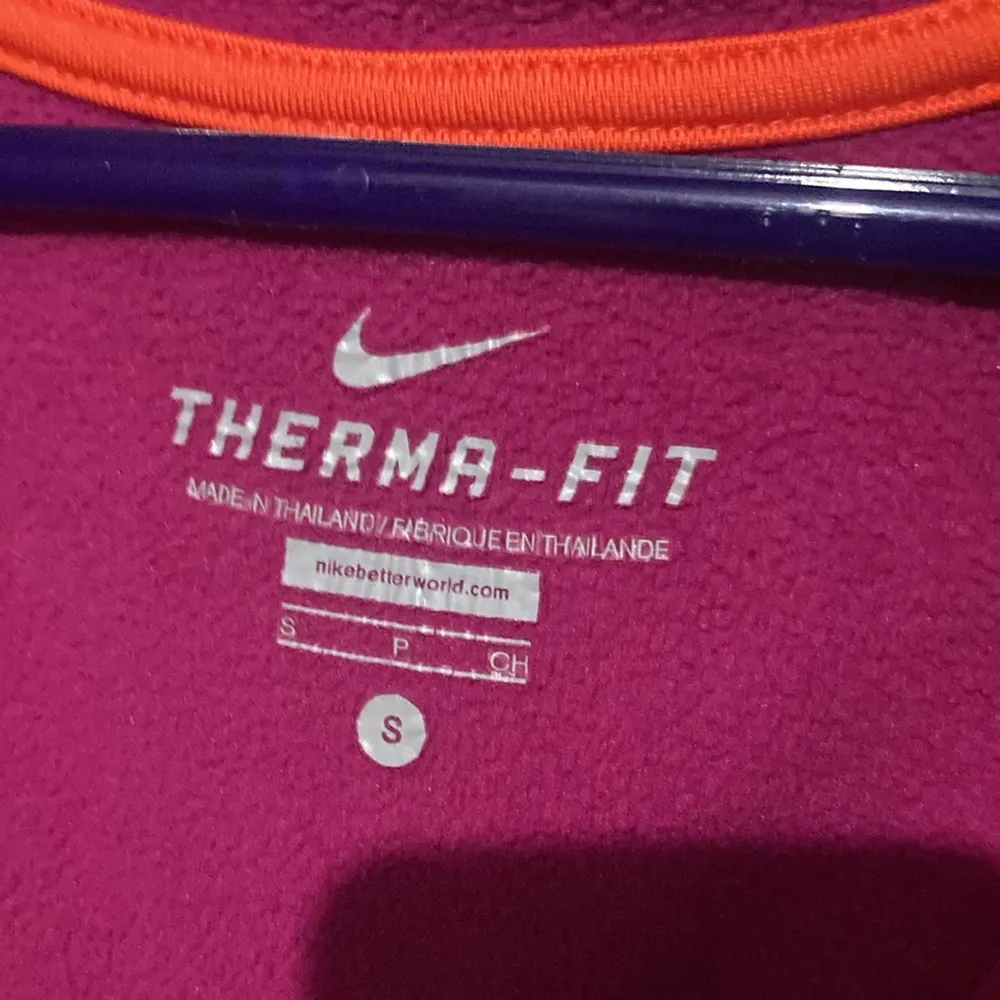 THERMA-FIT
MADE IN THAILAND / FABRIQUE EN THAILANDE
nikebetterworld.com
S P CH
S